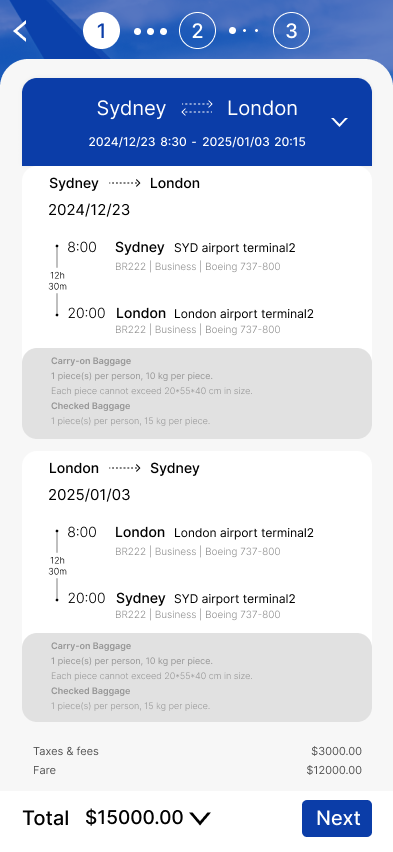 1 2 3
Sydney London
2024/12/23 8:30 - 2025/01/03 20:15
Sydney London
2024/12/23
8:00 Sydney SYD airport terminal2
BR222 | Business | Boeing 737-800
12h
30m
20:00 London London airport terminal2
BR222 | Business | Boeing 737-800
Carry-on Baggage
1 piece(s) per person, 10 kg per piece.
Each piece cannot exceed 20*55*40 cm in size.
Checked Baggage
1 piece(s) per person, 15 kg per piece.
London Sydney
2025/01/03
8:00 London London airport terminal2
BR222 | Business | Boeing 737-800
12h
30m
20:00 Sydney SYD airport terminal2
BR222 | Business | Boeing 737-800
Carry-on Baggage
1 piece(s) per person, 10 kg per piece.
Each piece cannot exceed 20*55*40 cm in size.
Checked Baggage
1 piece(s) per person, 15 kg per piece.
Taxes & fees $3000.00
Fare $12000.00
Total $15000.00 Next